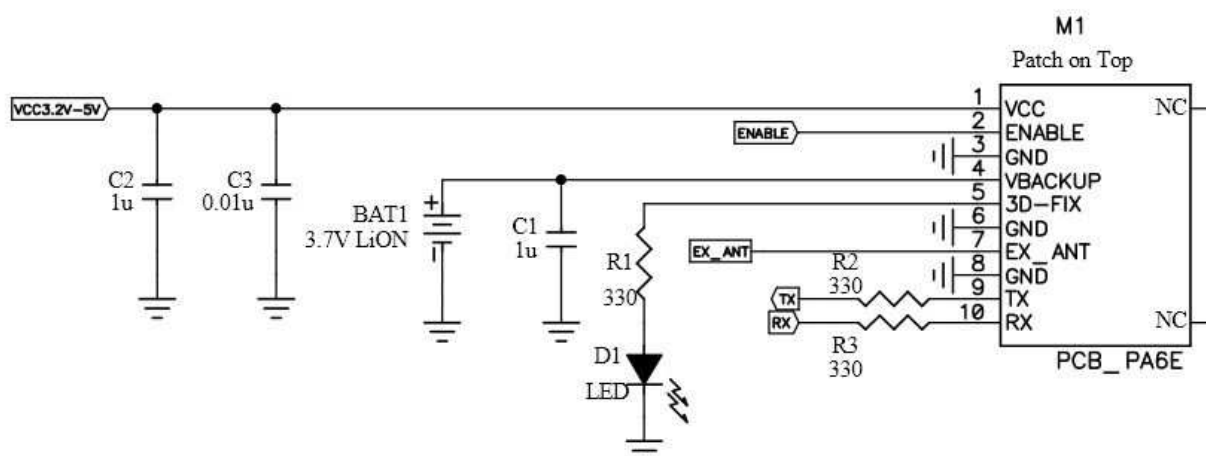 M1
Patch on Top
VCC3.2V-5V
1
VCC
NC
ENABLE
2
ENABLE
3
GND
4
VBACKUP
5
3D-FIX
6
GND
EX_ANT
7
EX_ANT
8
GND
TX
9
TX
RX
10
RX
NC
C2
1u
C3
0.01u
BAT1
3.7V LiON
+
C1
1u
R1
330
R2
330
R3
330
D1
LED
PCB_PA6E